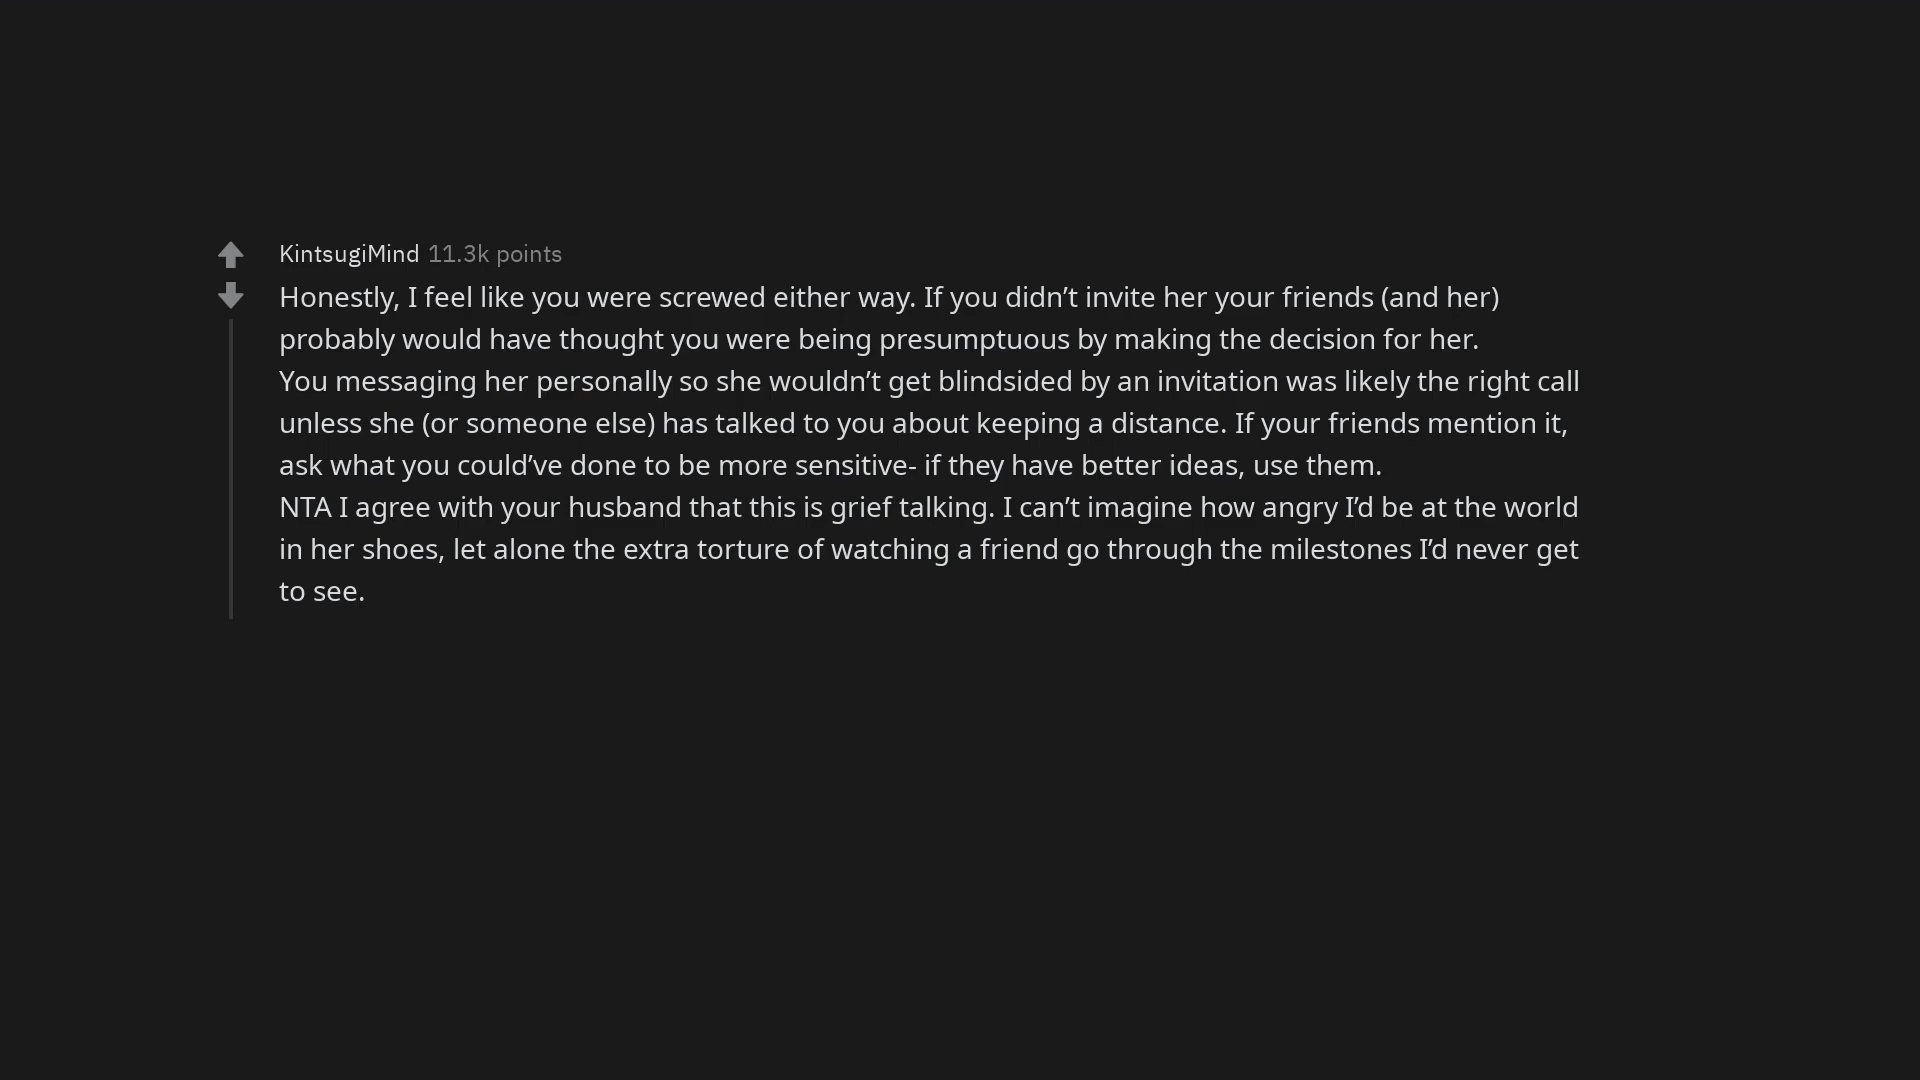 KintsugiMind 11.3k points
Honestly, I feel like you were screwed either way. If you didn’t invite her your friends (and her)
probably would have thought you were being presumptuous by making the decision for her.
You messaging her personally so she wouldn’t get blindsided by an invitation was likely the right call
unless she (or someone else) has talked to you about keeping a distance. If your friends mention it,
ask what you could’ve done to be more sensitive- if they have better ideas, use them.
NTA I agree with your husband that this is grief talking. I can’t imagine how angry I’d be at the world
in her shoes, let alone the extra torture of watching a friend go through the milestones I’d never get
to see.